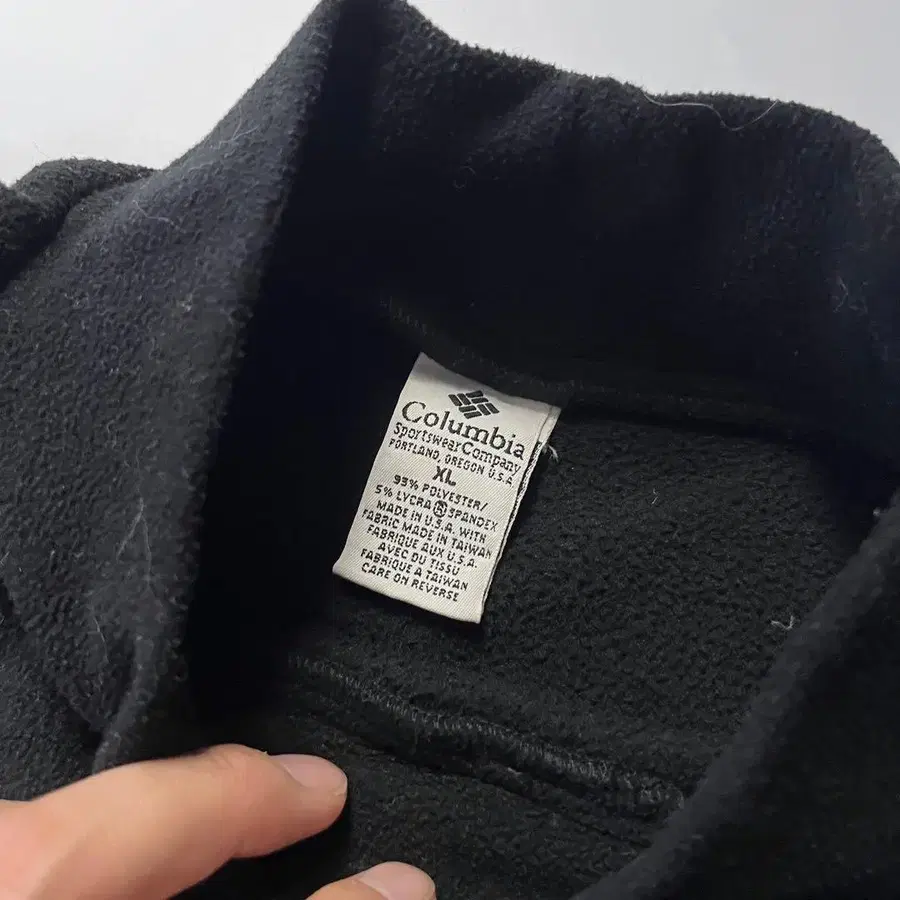 Columbia
Sportswear Company
PORTLAND, OREGON U.S.A.
XL
95% POLYESTER/
5% LYCRA ® SPANDEX
MADE IN U.S.A. WITH
FABRIC MADE IN TAIWAN
FABRIQUE AUX U.S.A.
AVEC DU TISSU
FABRIQUE A TAIWAN
CARE ON REVERSE